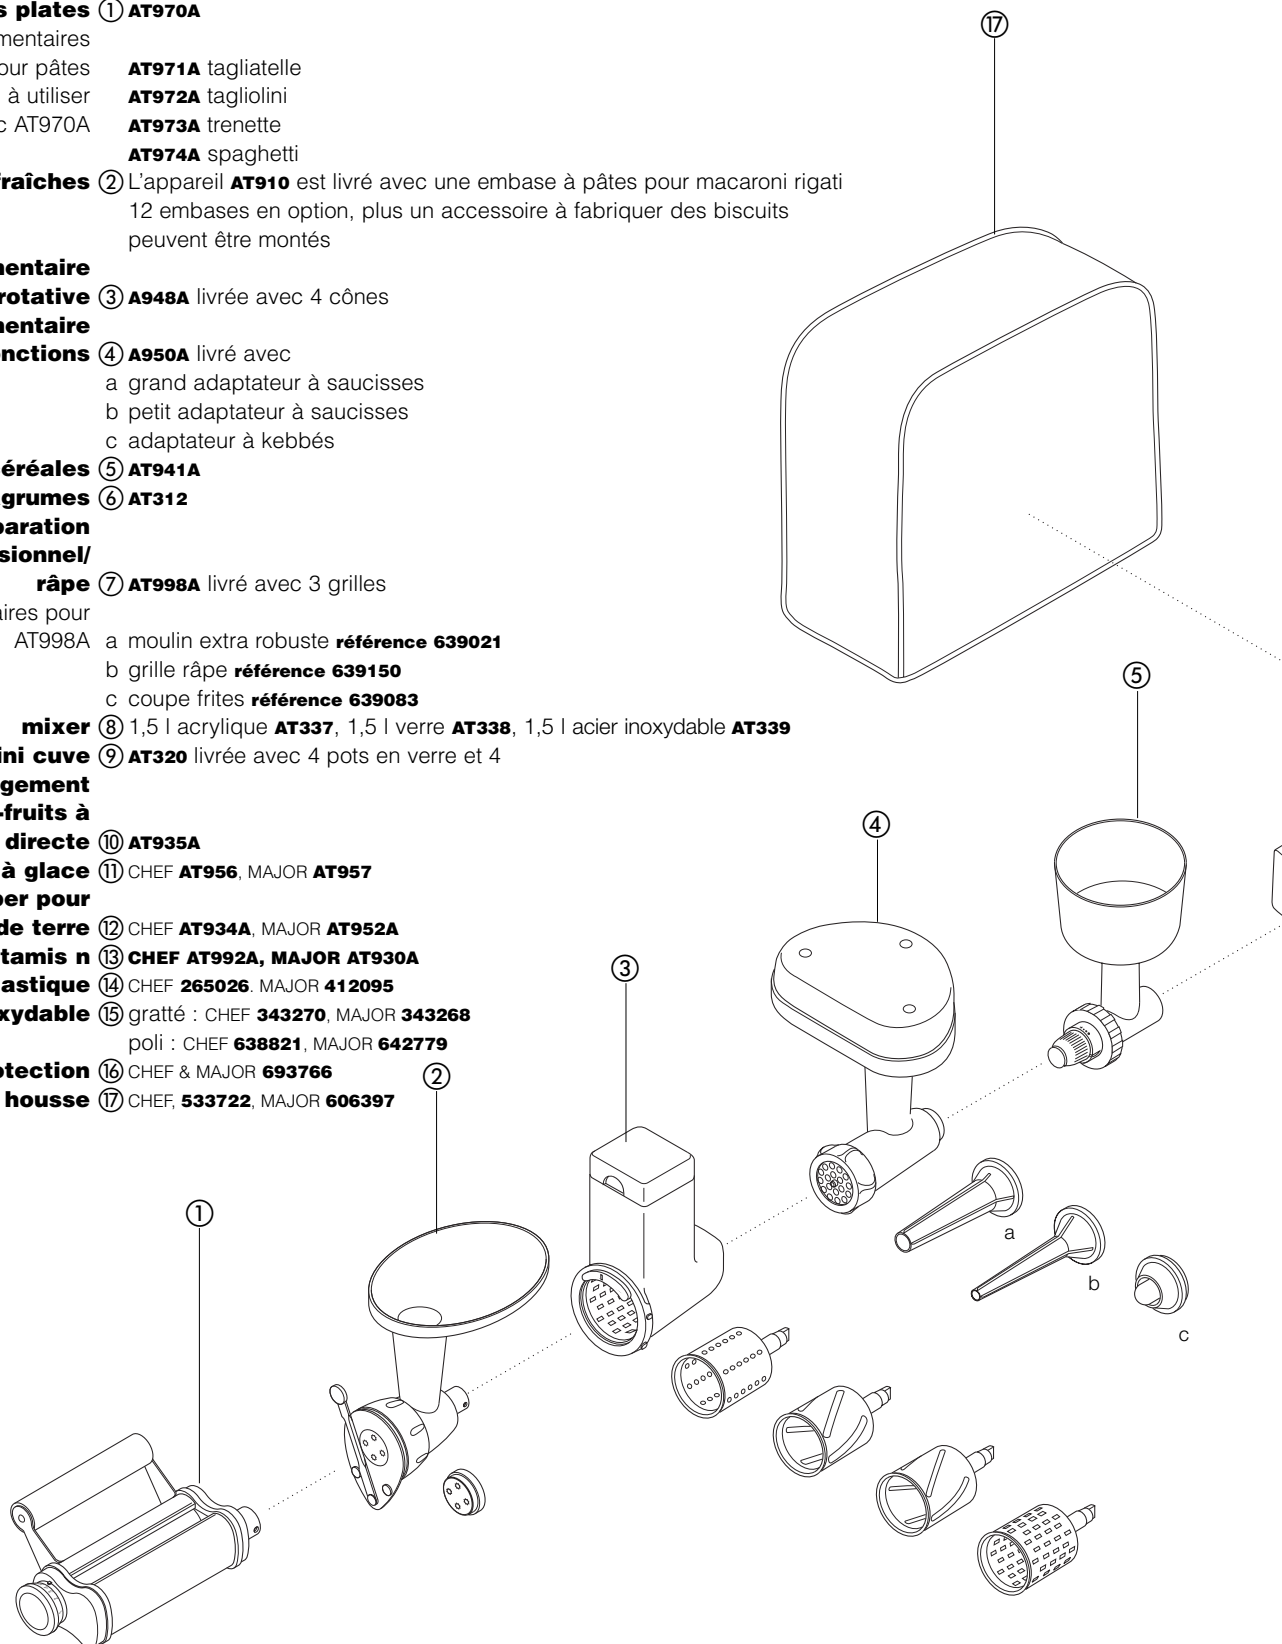 s plates ① AT970A
mentaires
our pâtes AT971A tagliatelle
à utiliser AT972A tagliolini
c AT970A AT973A trenette
AT974A spaghetti
fraîches ② L'appareil AT910 est livré avec une embase à pâtes pour macaroni rigati
12 embases en option, plus un accessoire à fabriquer des biscuits
peuvent être montés
mentaire
rotative ③ A948A livrée avec 4 cônes
mentaire
nctions ④ A950A livré avec
a grand adaptateur à saucisses
b petit adaptateur à saucisses
c adaptateur à kebbés
éréales ⑤ AT941A
grumes ⑥ AT312
paration
sionnel/
râpe ⑦ AT998A livré avec 3 grilles
aires pour
AT998A a moulin extra robuste référence 639021
b grille râpe référence 639150
c coupe frites référence 639083
mixer ⑧ 1,5 l acrylique AT337, 1,5 l verre AT338, 1,5 l acier inoxydable AT339
ini cuve ⑨ AT320 livrée avec 4 pots en verre et 4
gement
-fruits à
directe ⑩ AT935A
à glace ⑪ CHEF AT956, MAJOR AT957
per pour
de terre ⑫ CHEF AT934A, MAJOR AT952A
tamis n ⑬ CHEF AT992A, MAJOR AT930A
lastique ⑭ CHEF 265026. MAJOR 412095
xydable ⑮ gratté : CHEF 343270, MAJOR 343268
poli : CHEF 638821, MAJOR 642779
otection ⑯ CHEF & MAJOR 693766
housse ⑰ CHEF, 533722, MAJOR 606397
⑰
⑤
④
③
②
①
a
b
c